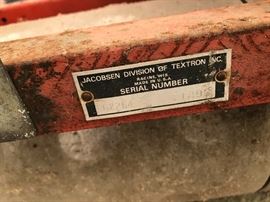 JACOBSEN DIVISION OF TEXTRON INC.
RACINE, WIS.
MADE IN U.S.A.
SERIAL NUMBER